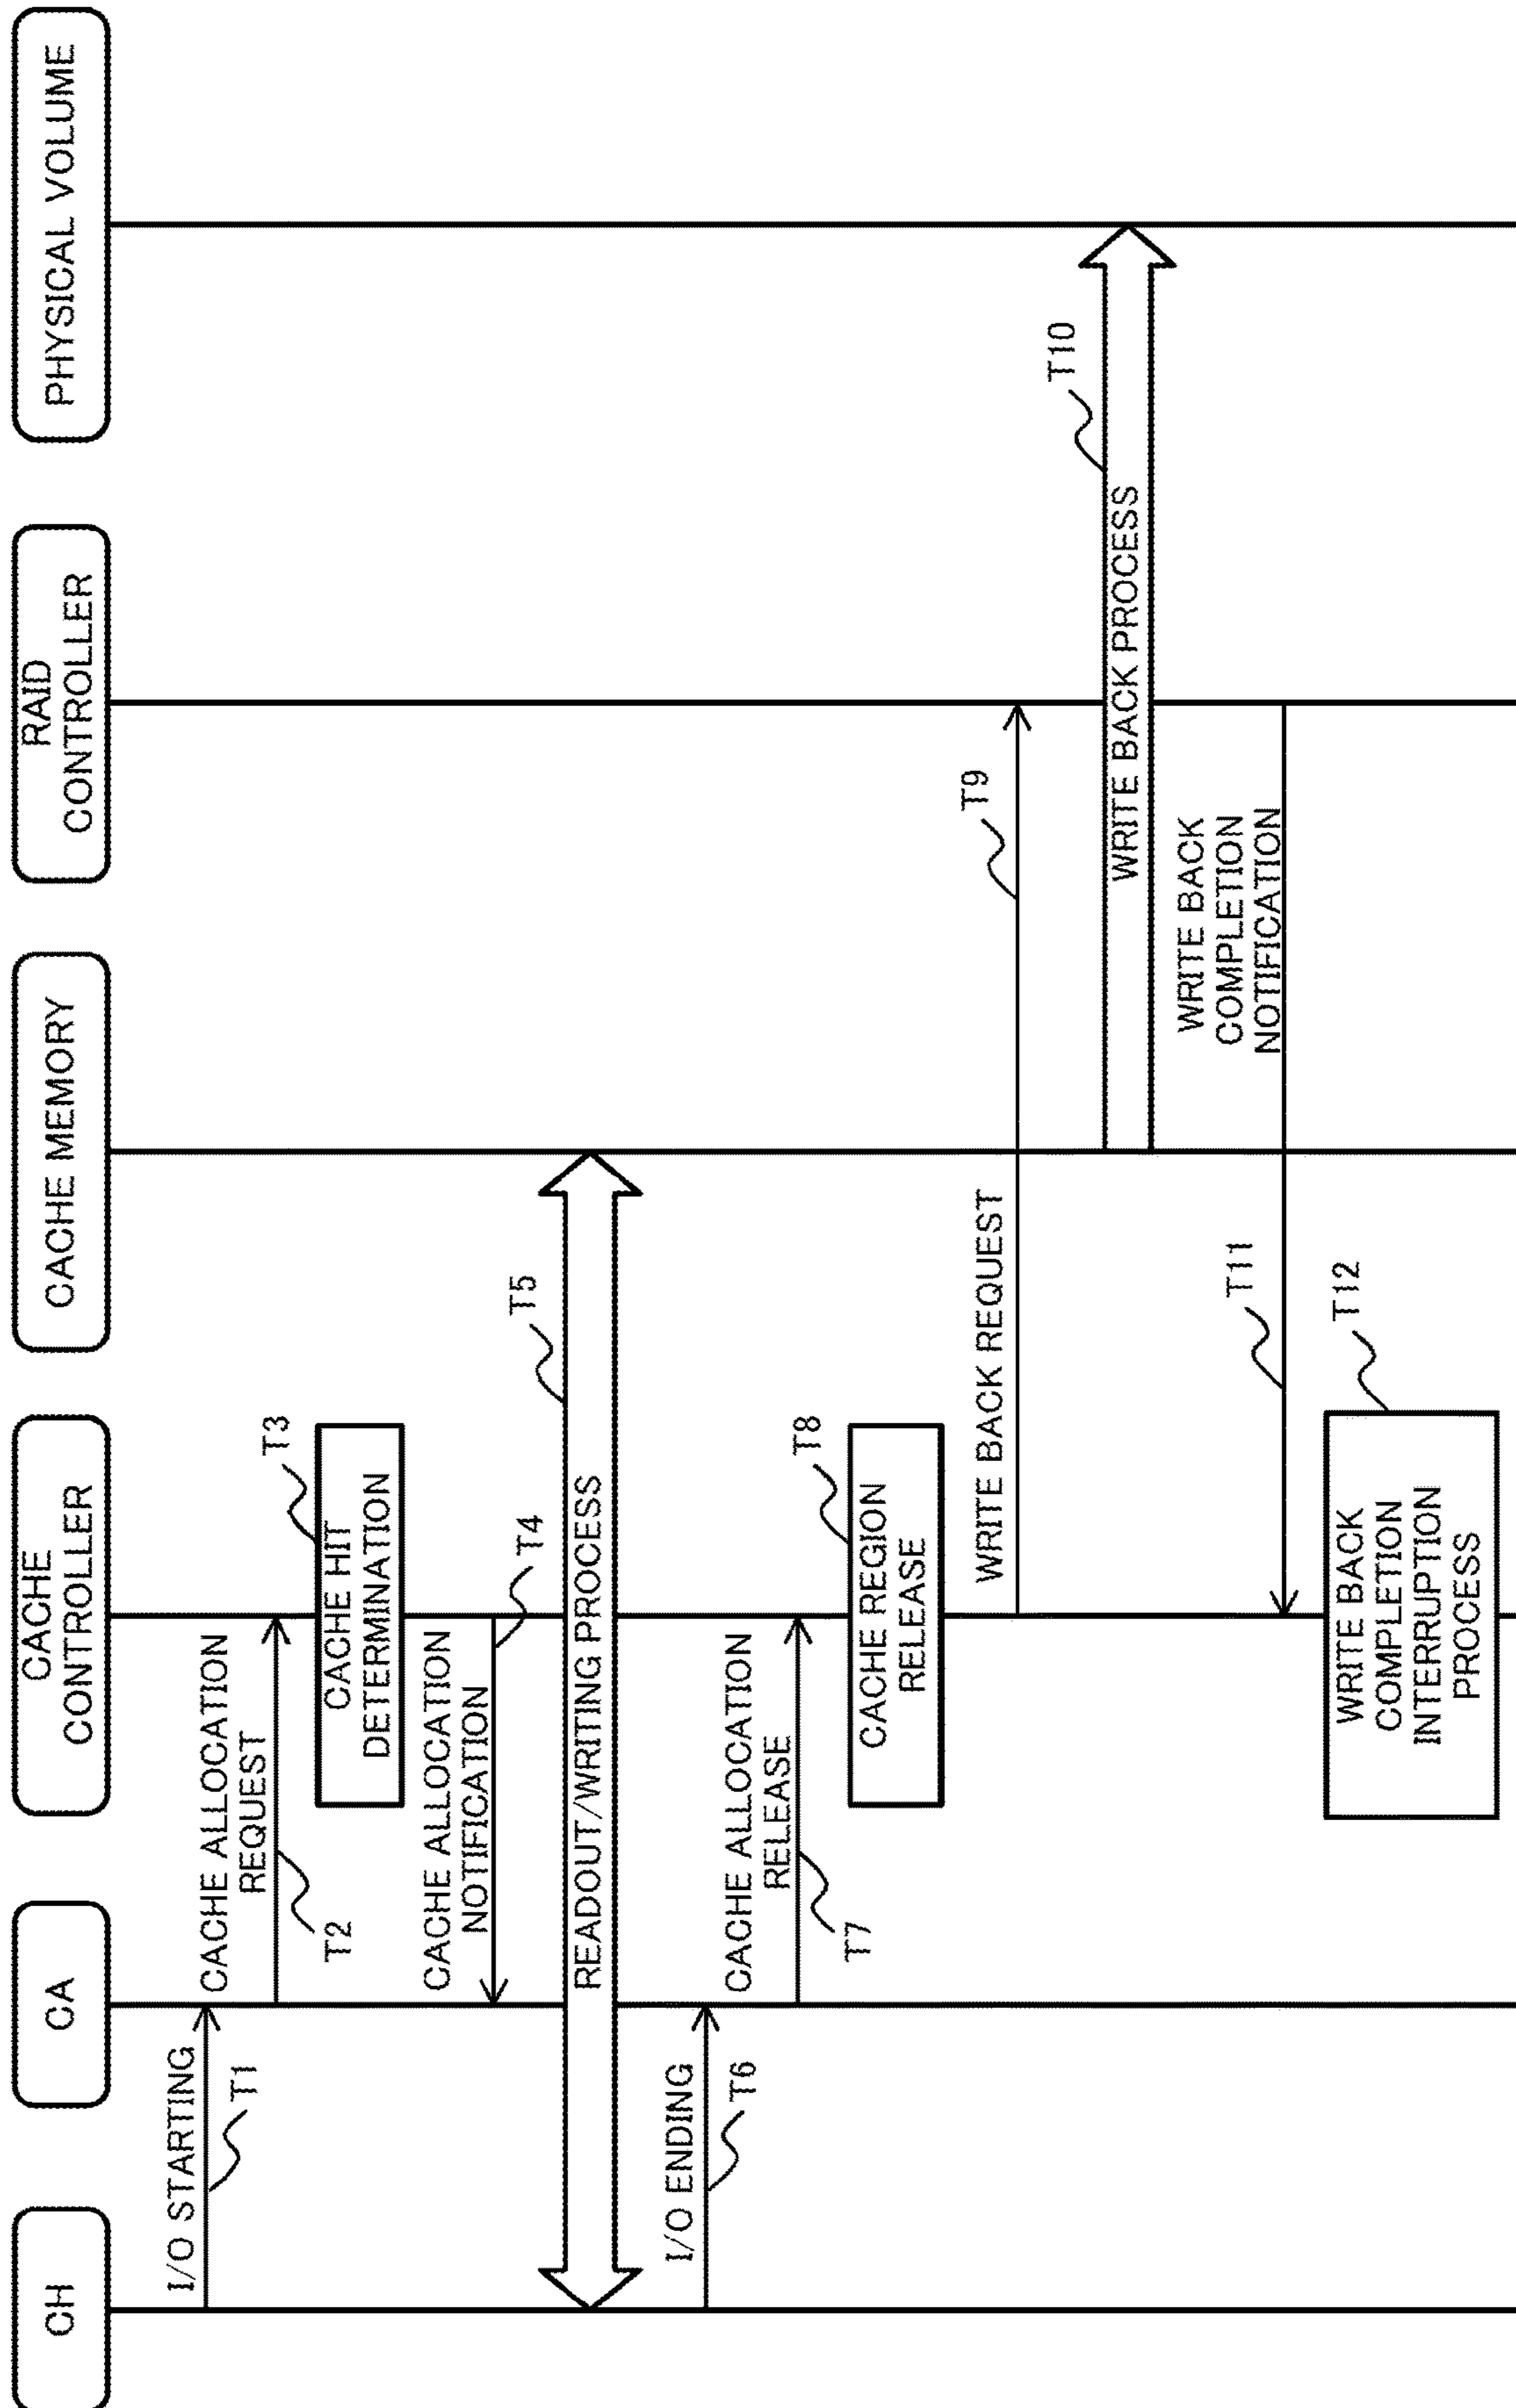 CH
CA
CACHE
CONTROLLER
CACHE MEMORY
RAID
CONTROLLER
PHYSICAL VOLUME
I/O STARTING
T1
CACHE ALLOCATION
REQUEST
T2
T3
CACHE HIT
DETERMINATION
CACHE ALLOCATION
NOTIFICATION
T4
T5
READOUT/WRITING PROCESS
I/O ENDING
T6
CACHE ALLOCATION
RELEASE
T7
T8
CACHE REGION
RELEASE
WRITE BACK REQUEST
T9
T10
WRITE BACK PROCESS
WRITE BACK
COMPLETION
NOTIFICATION
T11
T12
WRITE BACK
COMPLETION
INTERRUPTION
PROCESS